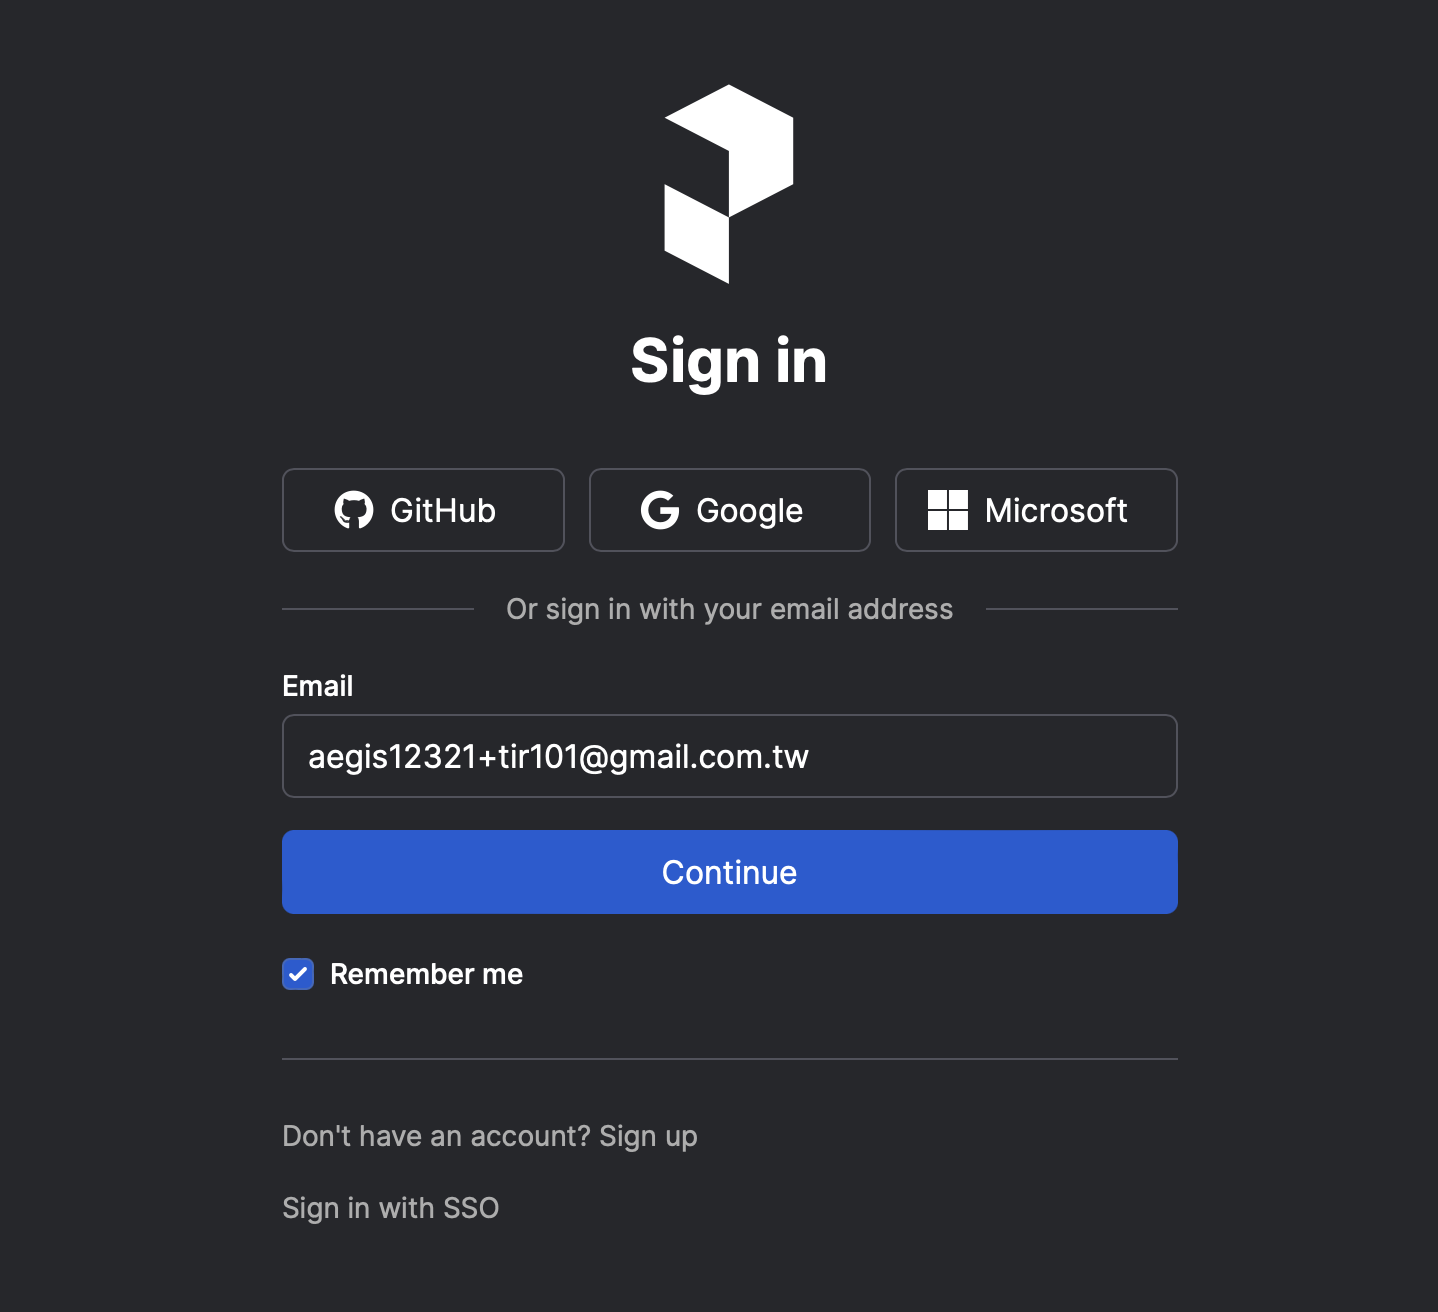 Sign in
GitHub
Google
Microsoft
Or sign in with your email address
Email
aegis12321+tir101@gmail.com.tw
Continue
Remember me
Don't have an account? Sign up
Sign in with SSO